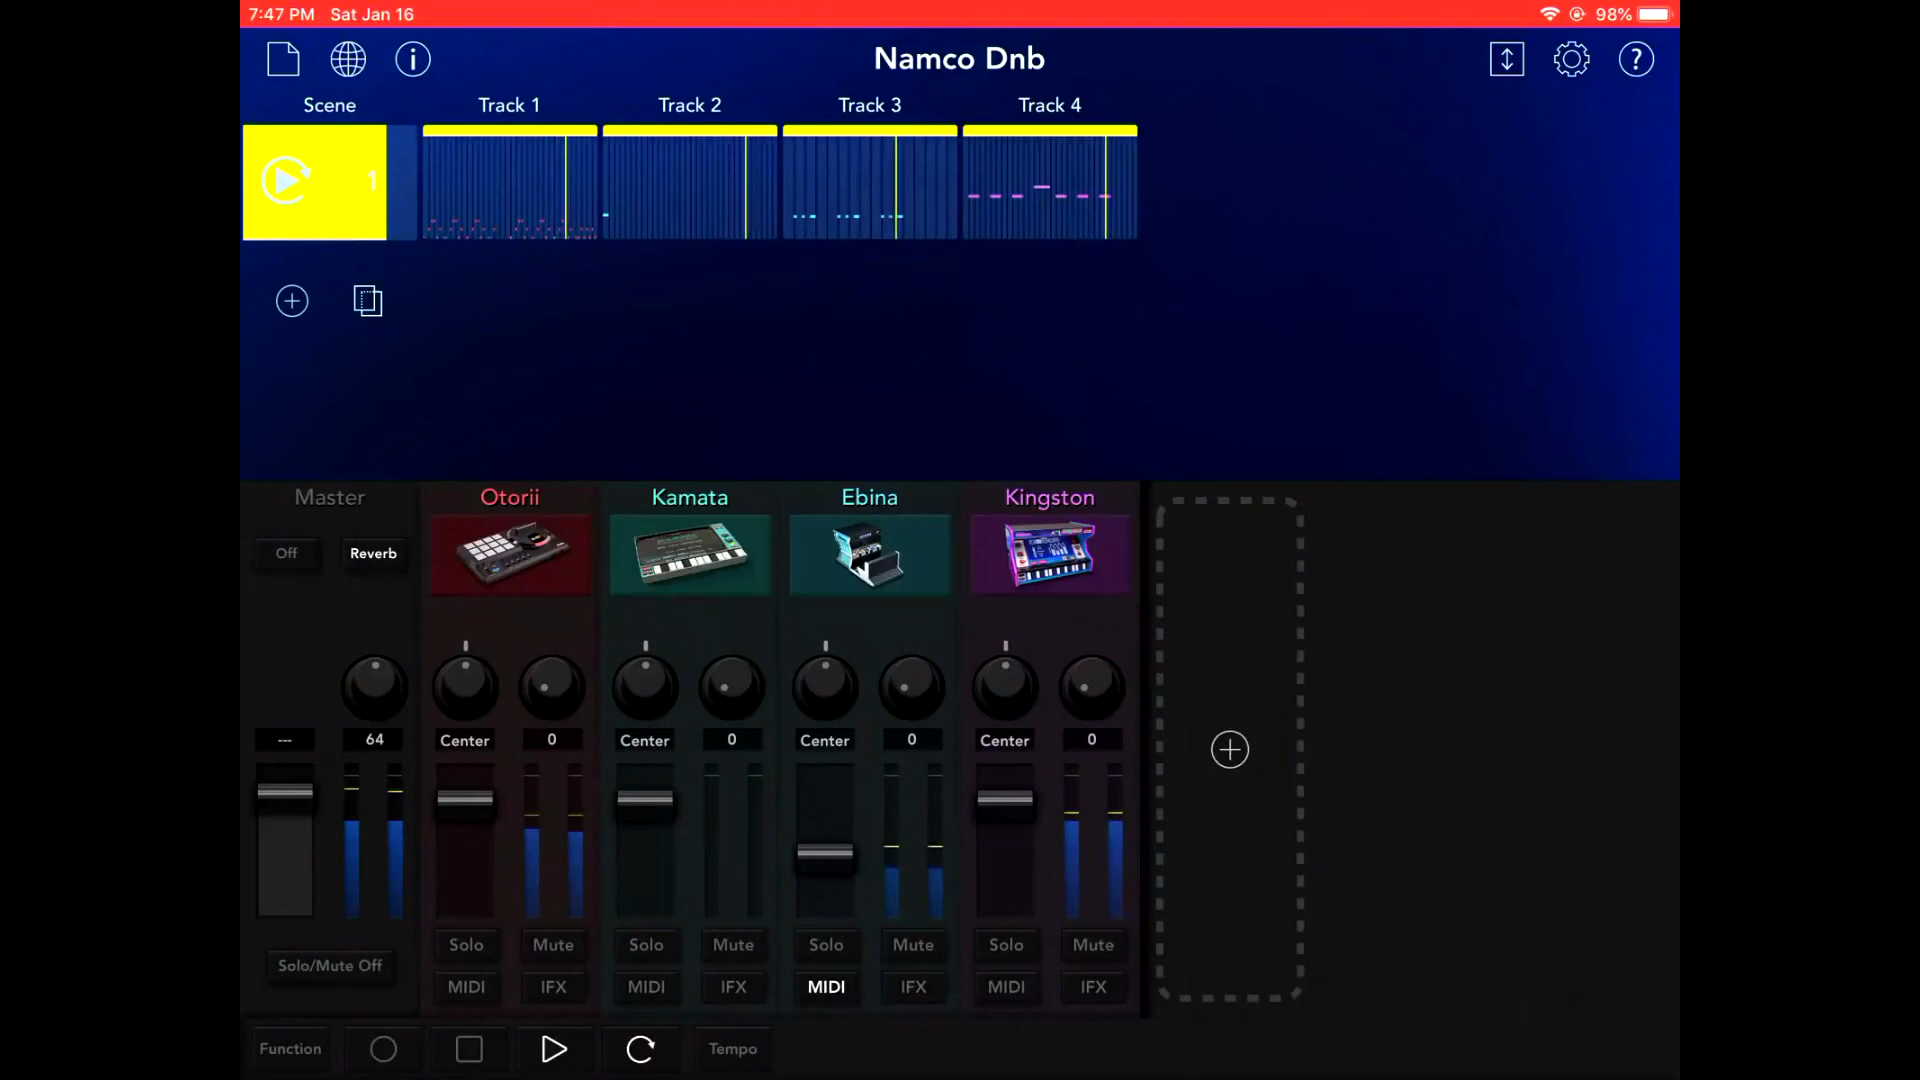 7:47 PM Sat Jan 16 98%
Namco Dnb
Scene Track 1 Track 2 Track 3 Track 4
1
Master Otorii Kamata Ebina Kingston
Off Reverb
--- 64 Center 0 Center 0 Center 0 Center 0
Solo Mute Solo Mute Solo Mute Solo Mute
Solo/Mute Off
MIDI IFX MIDI IFX MIDI IFX MIDI IFX
Function Tempo